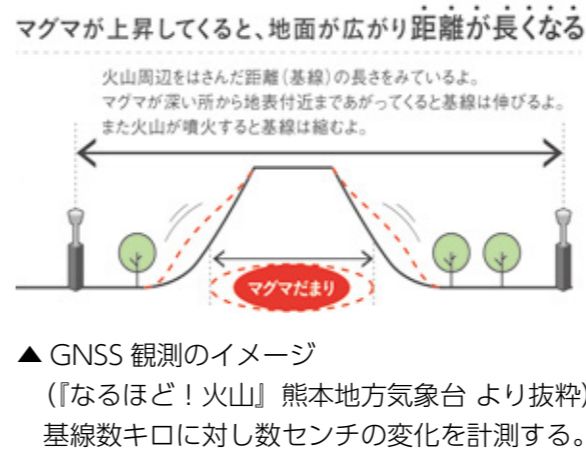 マグマが上昇してくると、地面が広がり距離が長くなる
火山周辺をはさんだ距離（基線）の長さをみているよ。
マグマが深い所から地表付近まであがってくると基線は伸びるよ。
また火山が噴火すると基線は縮むよ。
マグマだまり
▲ GNSS 観測のイメージ
（『なるほど！火山』熊本地方気象台 より抜粋）
基線数キロに対し数センチの変化を計測する。